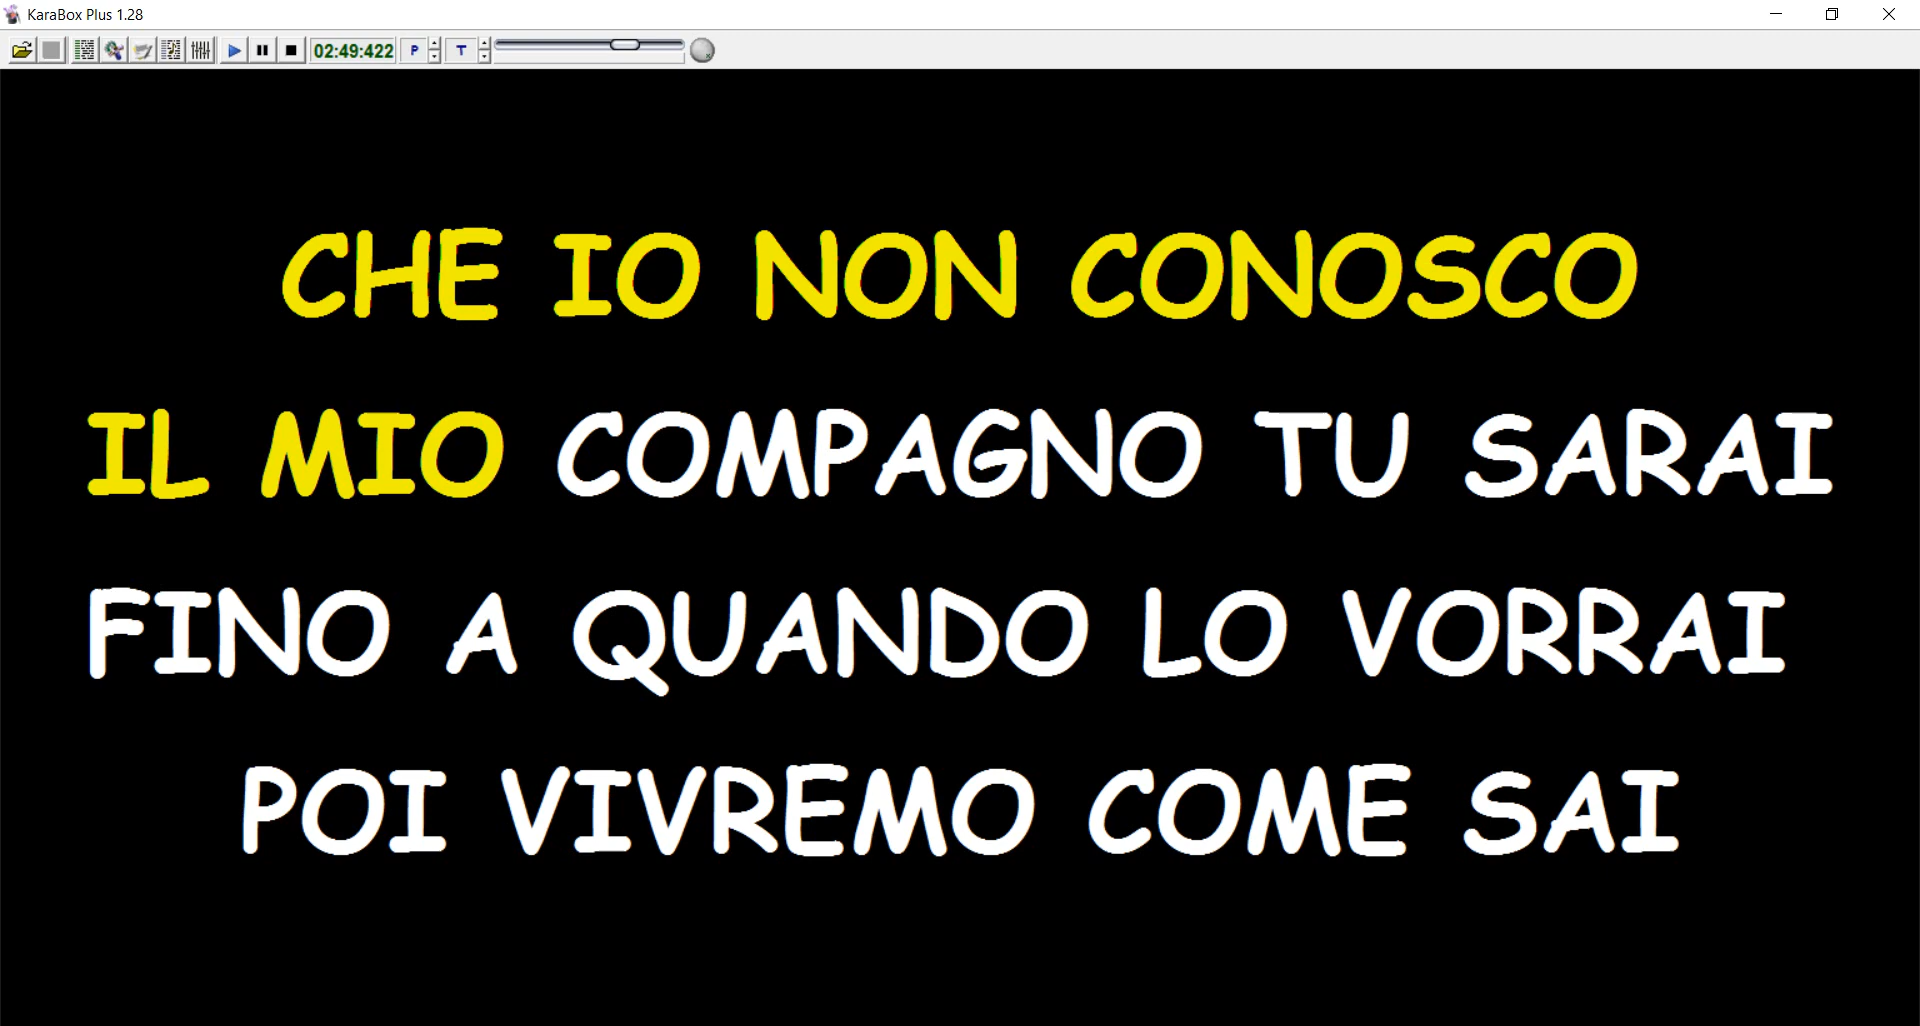 KaraBox Plus 1.28
02:49:422 P T
CHE IO NON CONOSCO
IL MIO COMPAGNO TU SARAI
FINO A QUANDO LO VORRAI
POI VIVREMO COME SAI